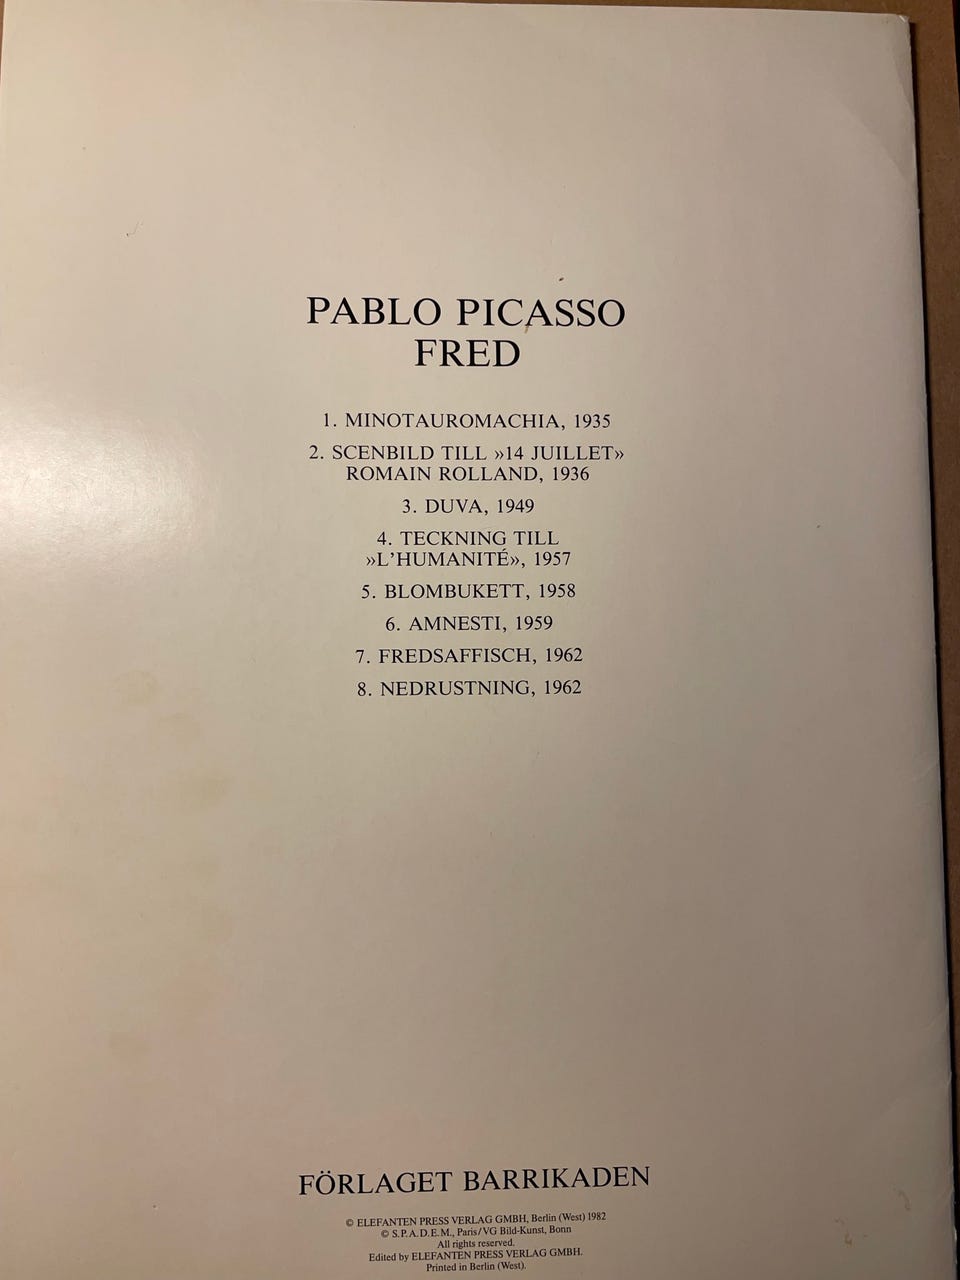 PABLO PICASSO
FRED
1. MINOTAUROMACHIA, 1935
2. SCENBILD TILL »14 JUILLET»
ROMAIN ROLLAND, 1936
3. DUVA, 1949
4. TECKNING TILL
»L'HUMANITÉ», 1957
5. BLOMBUKETT, 1958
6. AMNESTI, 1959
7. FREDSAFFISCH, 1962
8. NEDRUSTNING, 1962
FÖRLAGET BARRIKADEN
© ELEFANTEN PRESS VERLAG GMBH, Berlin (West) 1982
© S.P.A.D.E.M., Paris/VG Bild-Kunst, Bonn
All rights reserved.
Edited by ELEFANTEN PRESS VERLAG GMBH.
Printed in Berlin (West).